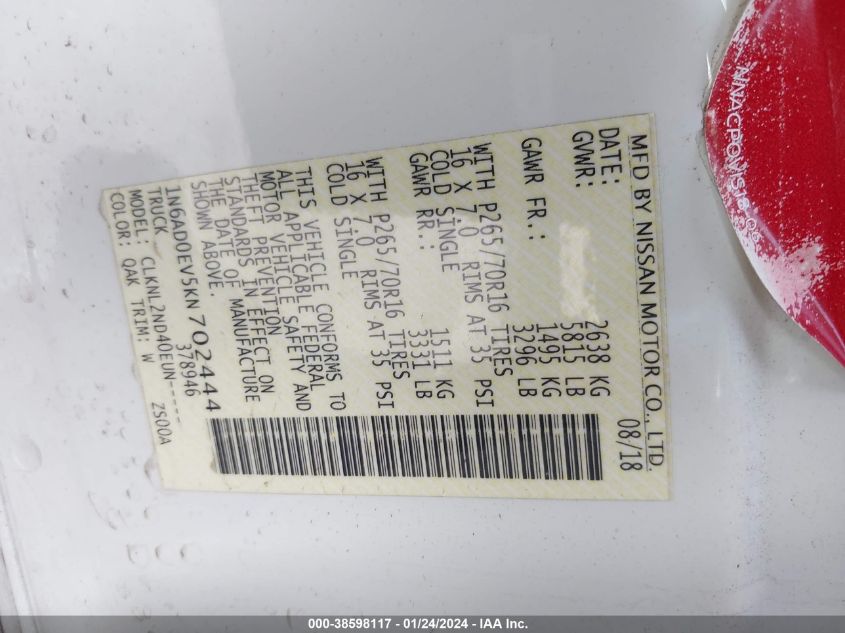 MFD BY NISSAN MOTOR CO., LTD.
DATE: 08/18
GVWR: 2638 KG
5815 LB
GAWR FR.: 1495 KG
3296 LB
WITH P265/70R16 TIRES
16 X 7.0 RIMS AT 35 PSI
COLD SINGLE
GAWR RR.: 1511 KG
3331 LB
WITH P265/70R16 TIRES
16 X 7.0 RIMS AT 35 PSI
COLD SINGLE
THIS VEHICLE CONFORMS TO
ALL APPLICABLE FEDERAL
MOTOR VEHICLE SAFETY AND
THEFT PREVENTION
STANDARDS IN EFFECT ON
THE DATE OF MANUFACTURE
SHOWN ABOVE.
1N6AD0EV5KN702444
TRUCK 378946
MODEL: CLKNL2ND40EUN-----
COLOR: QAK TRIM: W ZS00A
000-38598117 - 01/24/2024 - IAA Inc.